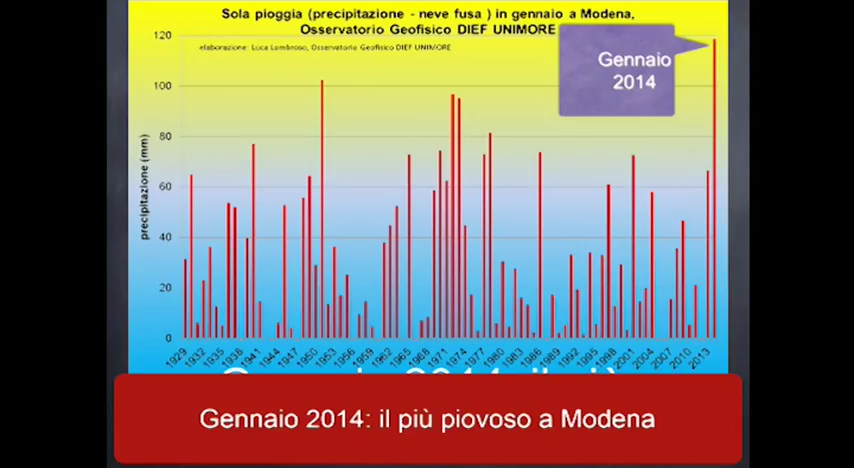 Sola pioggia (precipitazione - neve fusa ) in gennaio a Modena,
Osservatorio Geofisico DIEF UNIMORE
elaborazione: Luca Lombroso, Osservatorio Geofisico DIEF UNIMORE
Gennaio
2014
precipitazione (mm)
120
100
80
60
40
20
0
1929 1932 1935 1938 1941 1944 1947 1950 1953 1956 1959 1962 1965 1968 1971 1974 1977 1980 1983 1986 1989 1992 1995 1998 2001 2004 2007 2010 2013
Gennaio 2014: il più piovoso a Modena